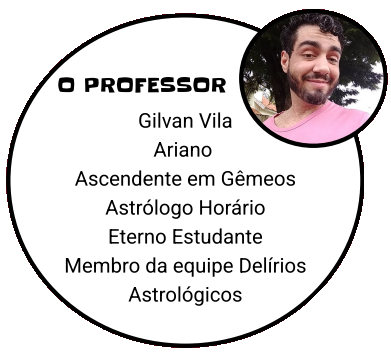 O PROFESSOR
Gilvan Vila
Ariano
Ascendente em Gêmeos
Astrólogo Horário
Eterno Estudante
Membro da equipe Delírios
Astrológicos